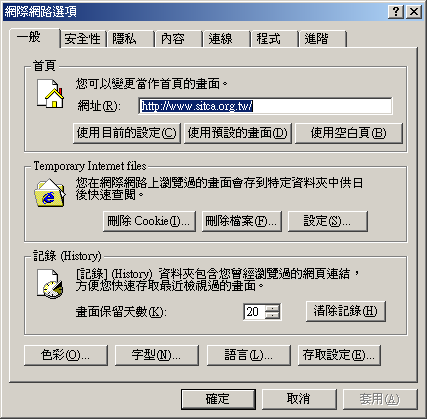 網際網路選項
一般 安全性 隱私 內容 連線 程式 進階
首頁
您可以變更當作首頁的畫面。
網址(R): http://www.sitca.org.tw/
使用目前的設定(C) 使用預設的畫面(D) 使用空白頁(B)
Temporary Internet files
您在網際網路上瀏覽過的畫面會存到特定資料夾中供日
後快速查閱。
刪除 Cookie(I)... 刪除檔案(F)... 設定(S)...
記錄 (History)
[記錄] (History) 資料夾包含您曾經瀏覽過的網頁連結，
方便您快速存取最近檢視過的畫面。
畫面保留天數(K): 20 清除記錄(H)
色彩(O)... 字型(N)... 語言(L)... 存取設定(E)...
確定 取消 套用(A)